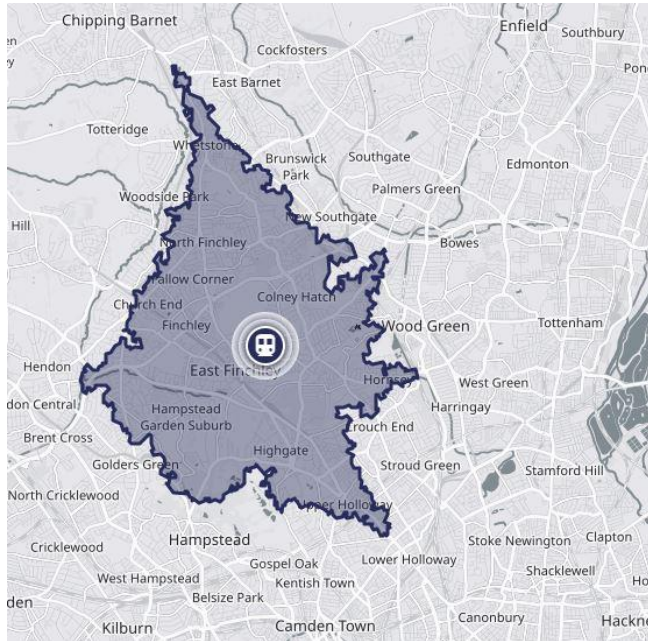 Chipping Barnet
Enfield
Southbury
Cockfosters
East Barnet
Totteridge
Whetstone
Brunswick
Park
Southgate
Edmonton
Palmers Green
Woodside Park
New Southgate
Hill
North Finchley
Bowes
Fallow Corner
Colney Hatch
Church End
Finchley
Wood Green
Tottenham
Hendon
East Finchley
Hornsey
West Green
don Central
Hampstead
Garden Suburb
Harringay
Brent Cross
Crouch End
Highgate
Golders Green
Stroud Green
Stamford Hill
North Cricklewood
Upper Holloway
Hampstead
Stoke Newington
Clapton
Cricklewood
Gospel Oak
Lower Holloway
West Hampstead
Kentish Town
Shacklewell
Belsize Park
den
Kilburn
Camden Town
Canonbury
Hackn